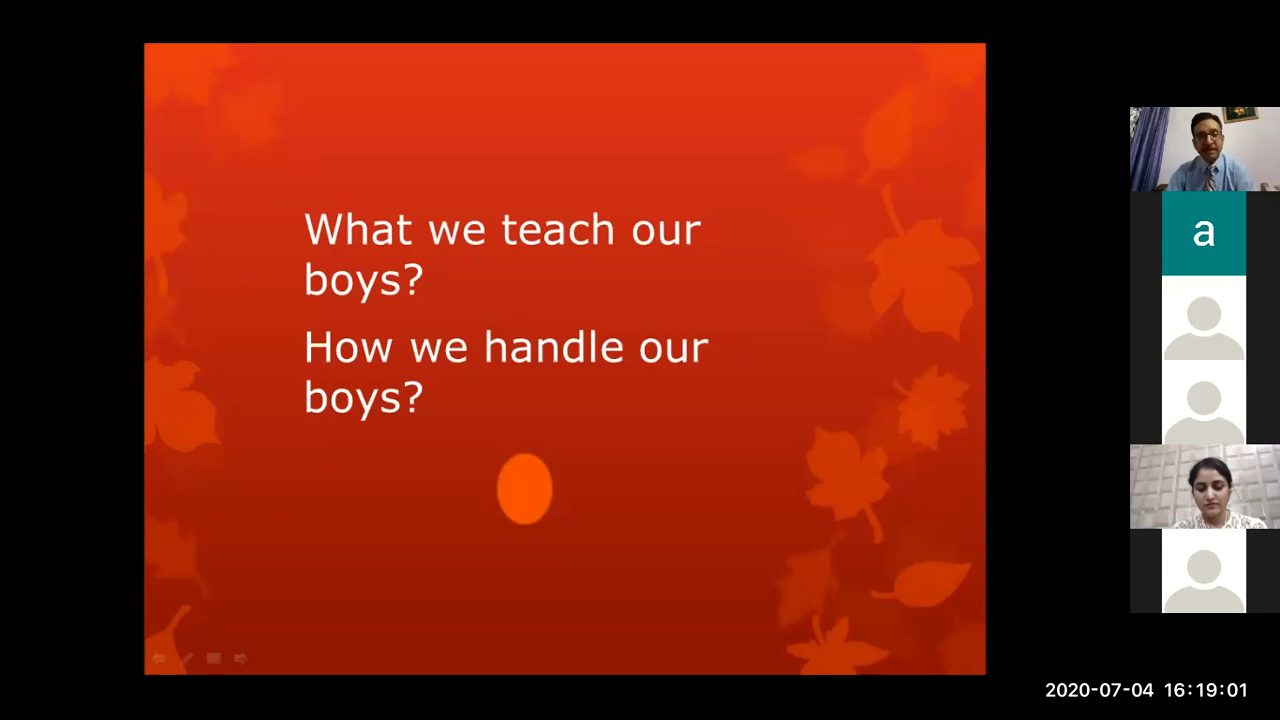 What we teach our
boys?
How we handle our
boys?
a
2020-07-04 16:19:01